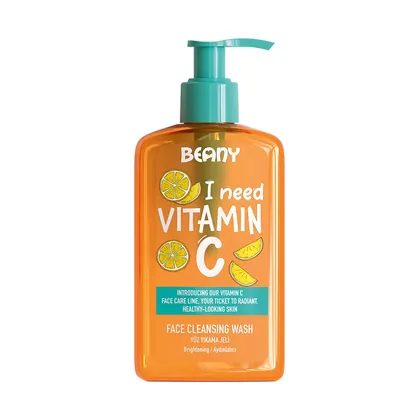 BEANY
I need
VITAMIN
C
INTRODUCING OUR VITAMIN C
FACE CARE LINE, YOUR TICKET TO RADIANT,
HEALTHY-LOOKING SKIN
FACE CLEANSING WASH
YÜZ YIKAMA JELİ
Brightening / Aydınlatıcı